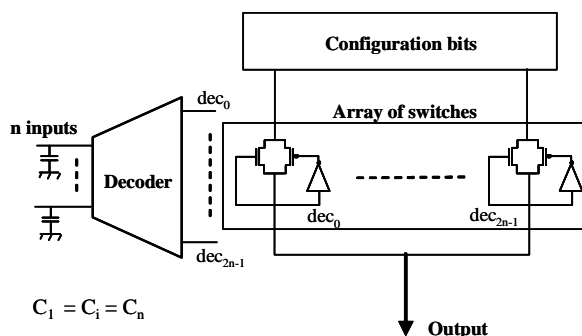 Configuration bits
dec0
n inputs
Array of switches
Decoder
dec0
dec2n-1
dec2n-1
C1 = Ci = Cn
Output